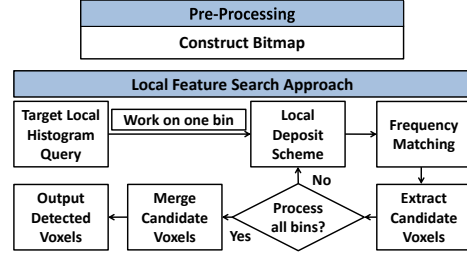 Pre-Processing
Construct Bitmap
Local Feature Search Approach
Target Local
Histogram
Query
Work on one bin
Local
Deposit
Scheme
Frequency
Matching
No
Output
Detected
Voxels
Merge
Candidate
Voxels
Yes
Process
all bins?
Extract
Candidate
Voxels